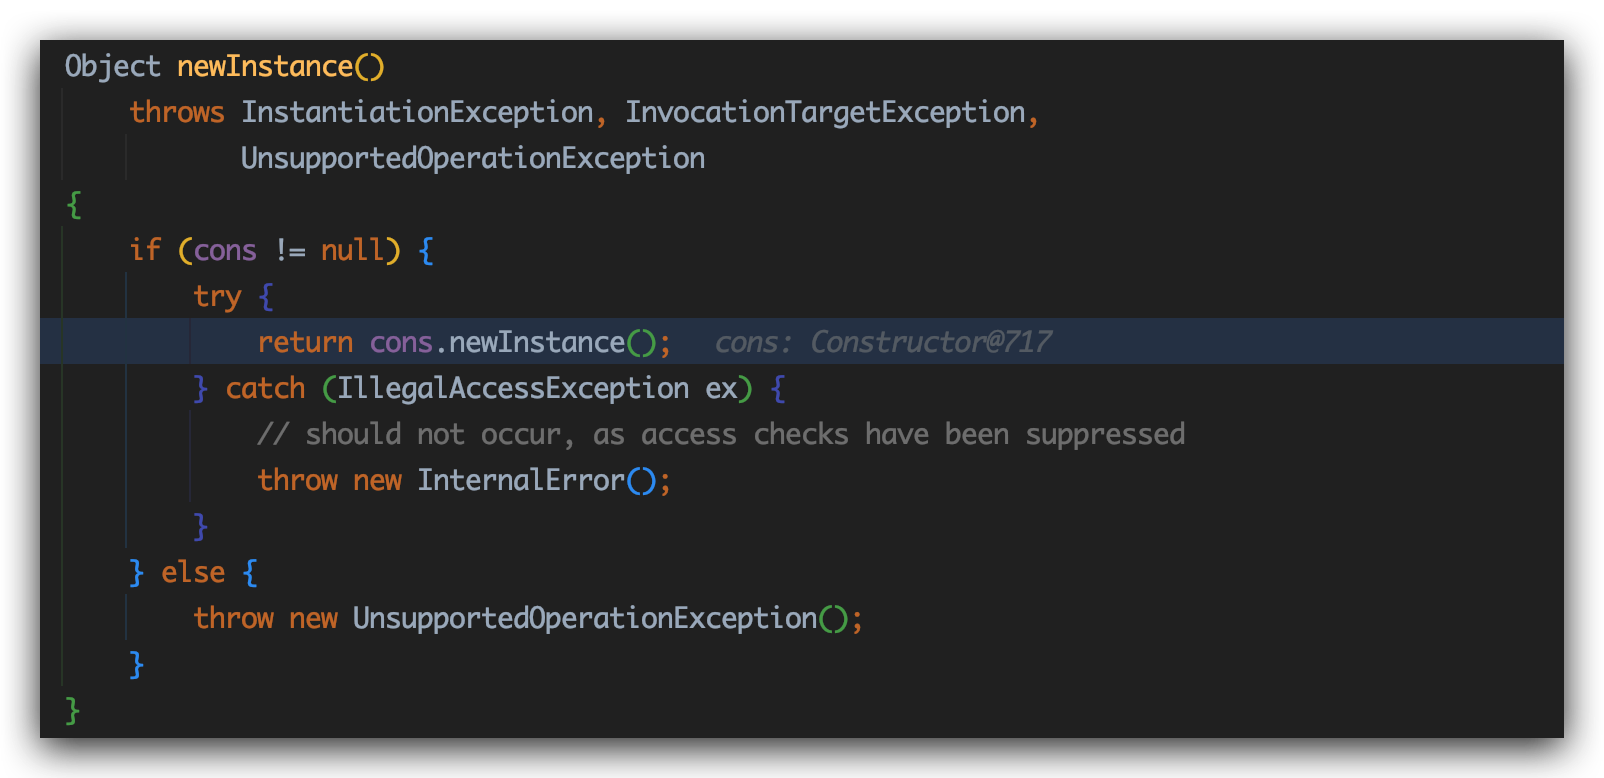 Object newInstance()
throws InstantiationException, InvocationTargetException,
UnsupportedOperationException
{
if (cons != null) {
try {
return cons.newInstance(); cons: Constructor@717
} catch (IllegalAccessException ex) {
// should not occur, as access checks have been suppressed
throw new InternalError();
}
} else {
throw new UnsupportedOperationException();
}
}